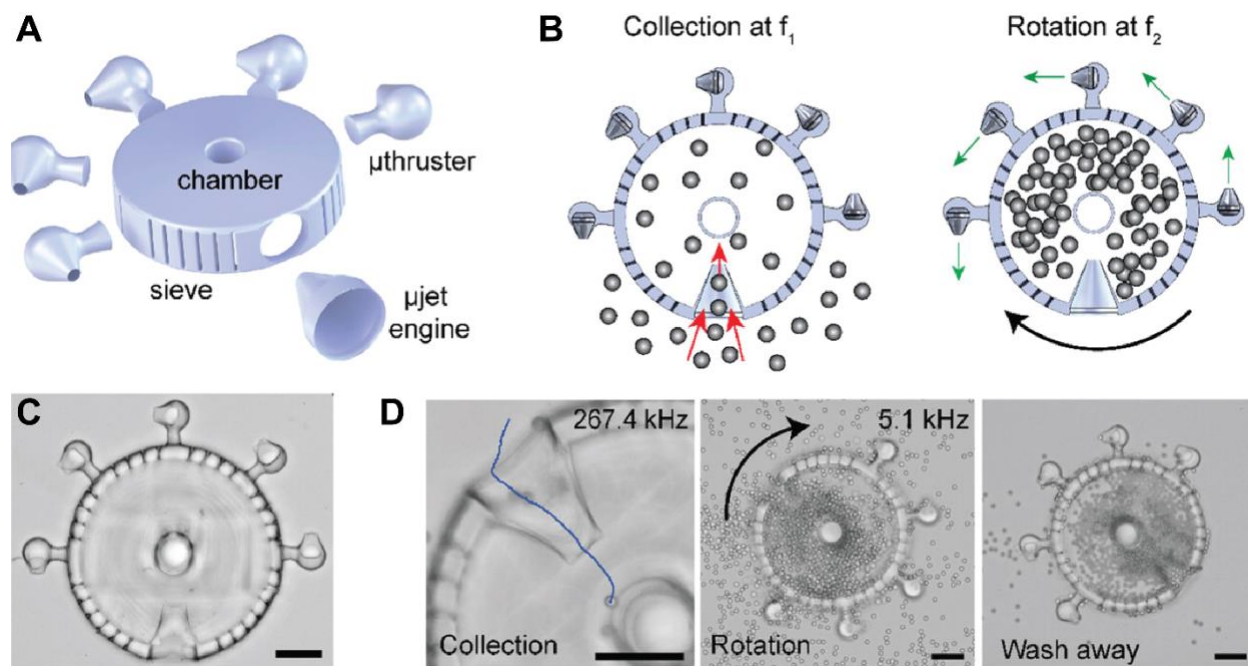 A
chamber
μthruster
sieve
μjet
engine
B
Collection at f₁
Rotation at f₂
C
D
267.4 kHz
Collection
5.1 kHz
Rotation
Wash away